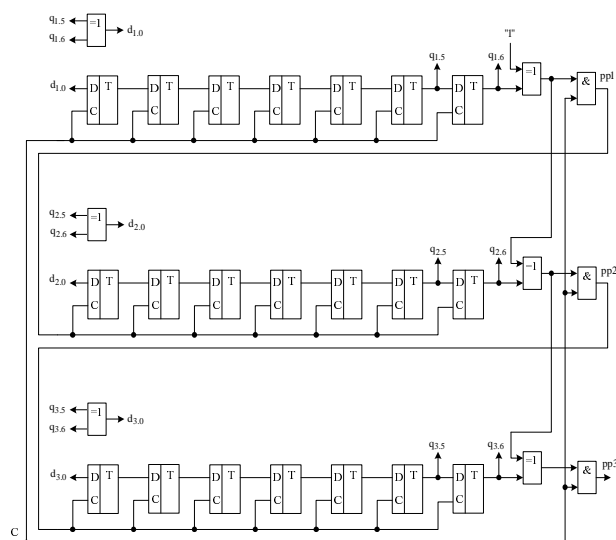 q1.5 =1 d1.0
q1.6
"1"
q1.5 q1.6
=1 & pp1
d1.0 D T D T D T D T D T D T D T
C C C C C C C
q2.5 =1 d2.0
q2.6
q2.5 q2.6
=1 & pp2
d2.0 D T D T D T D T D T D T D T
C C C C C C C
q3.5 =1 d3.0
q3.6
q3.5 q3.6
=1 & pp3
d3.0 D T D T D T D T D T D T D T
C C C C C C C
C